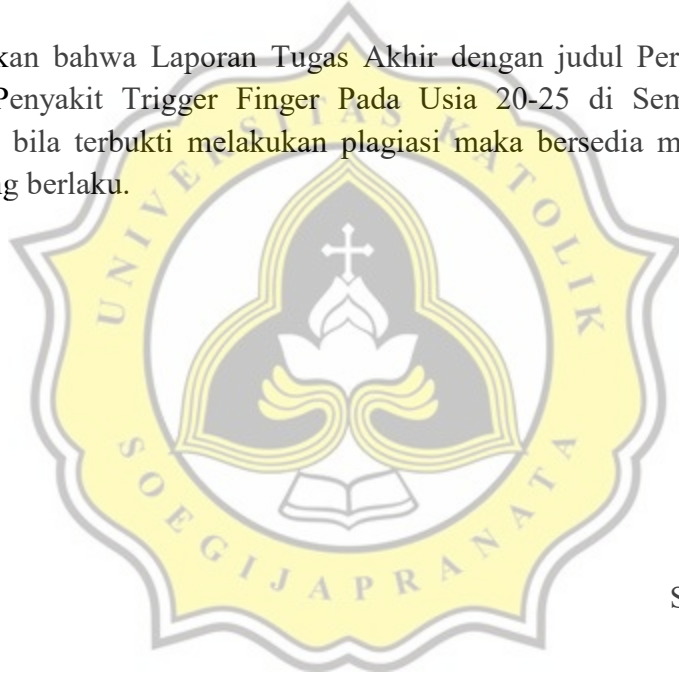 kan bahwa Laporan Tugas Akhir dengan judul Per
Penyakit Trigger Finger Pada Usia 20-25 di Sem
bila terbukti melakukan plagiasi maka bersedia m
ng berlaku.
UNIVERSITAS KATOLIK
SOEGIJAPRANATA
S